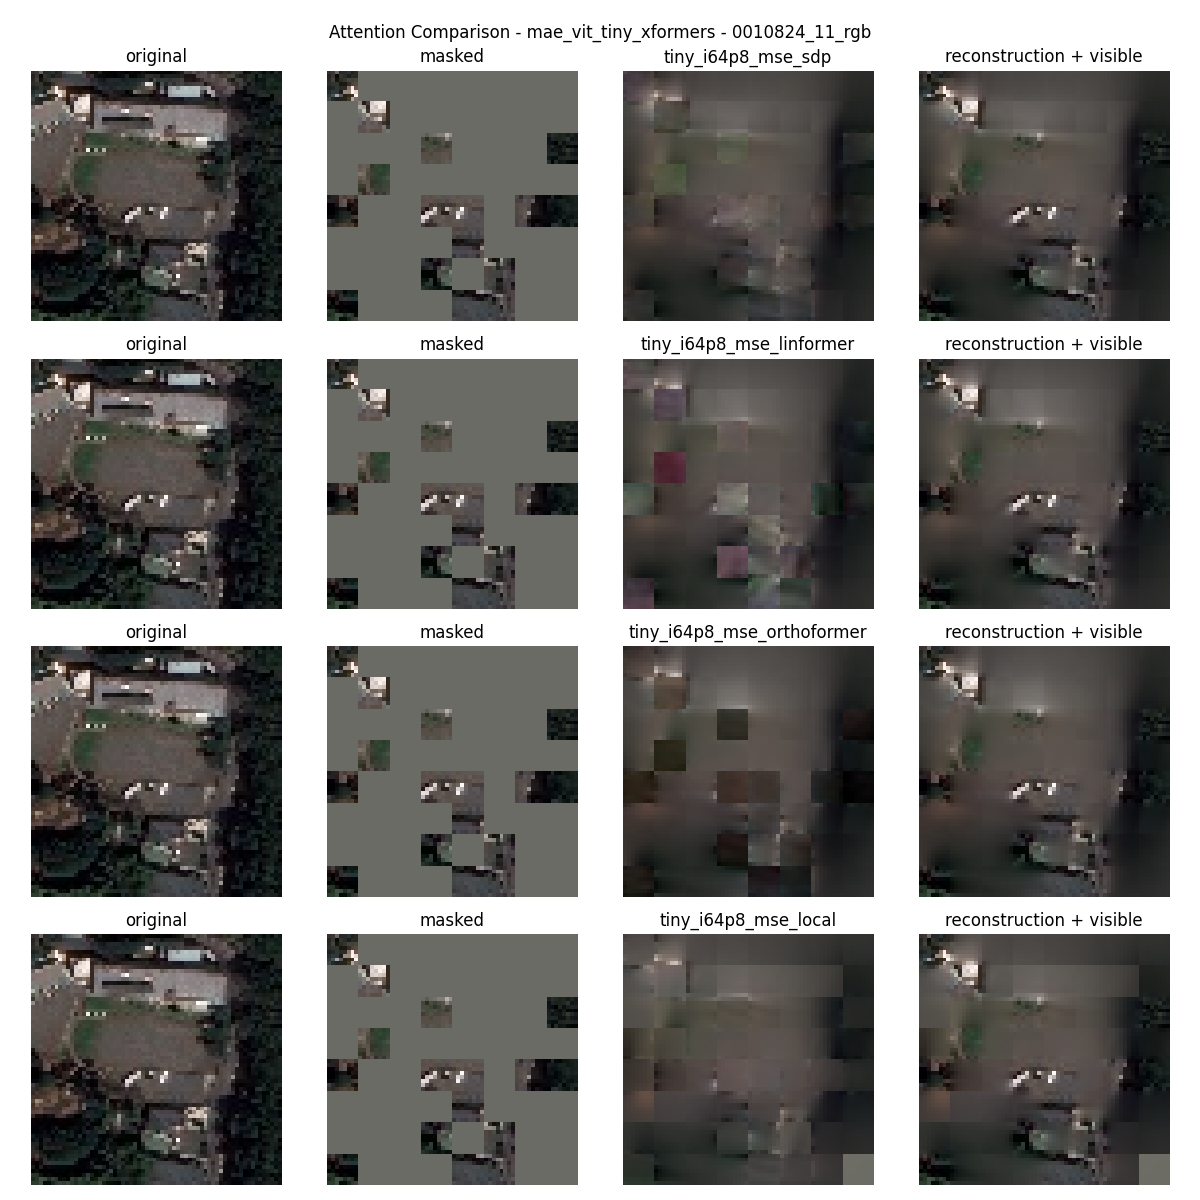 Attention Comparison - mae_vit_tiny_xformers - 0010824_11_rgb
original masked tiny_i64p8_mse_sdp reconstruction + visible
original masked tiny_i64p8_mse_linformer reconstruction + visible
original masked tiny_i64p8_mse_orthoformer reconstruction + visible
original masked tiny_i64p8_mse_local reconstruction + visible